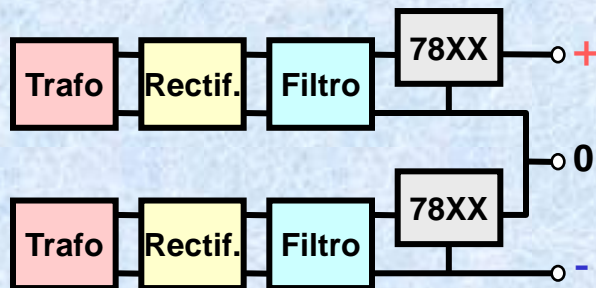 78XX
+
Trafo Rectif. Filtro
0
78XX
Trafo Rectif. Filtro
-